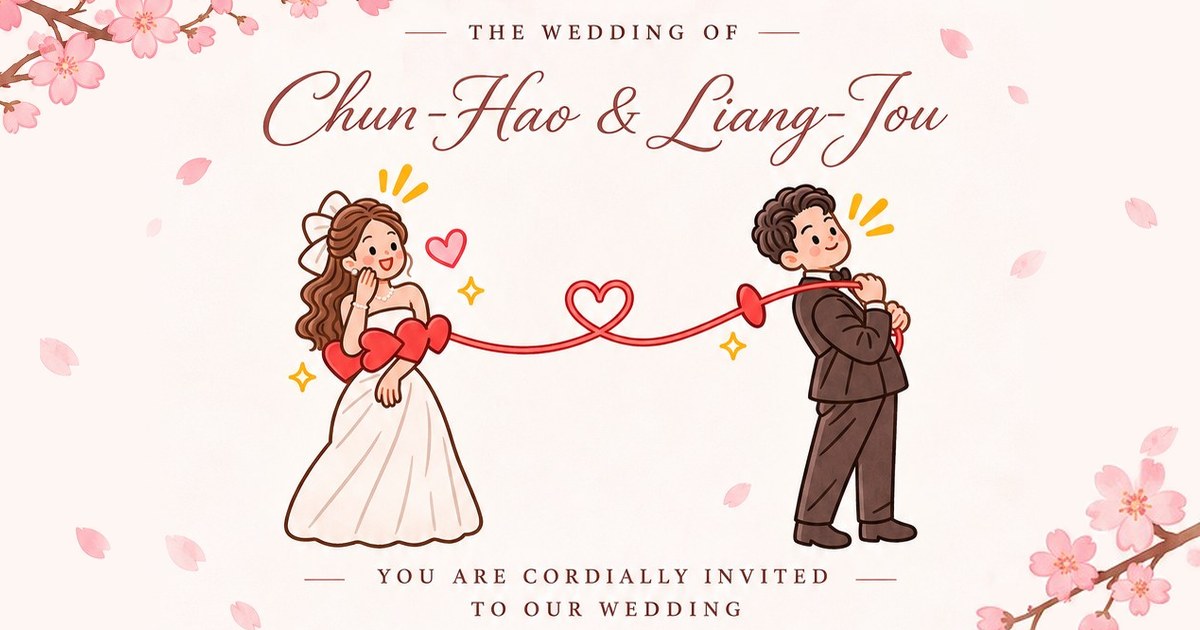 THE WEDDING OF
Chun-Hao & Liang-Jou
YOU ARE CORDIALLY INVITED
TO OUR WEDDING